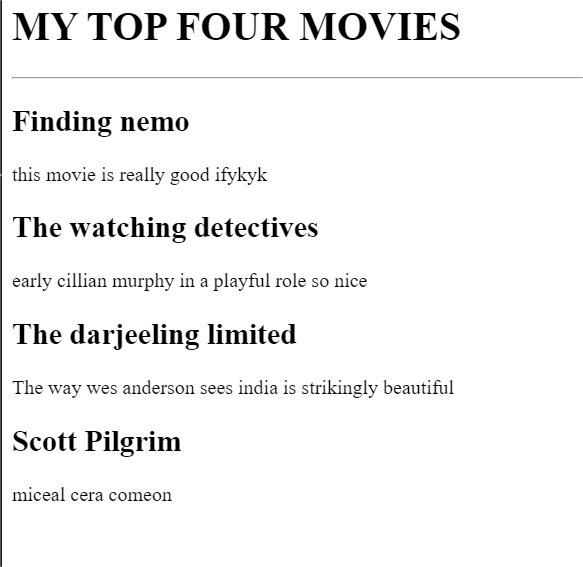 MY TOP FOUR MOVIES
Finding nemo
this movie is really good ifykyk
The watching detectives
early cillian murphy in a playful role so nice
The darjeeling limited
The way wes anderson sees india is strikingly beautiful
Scott Pilgrim
miceal cera comeon